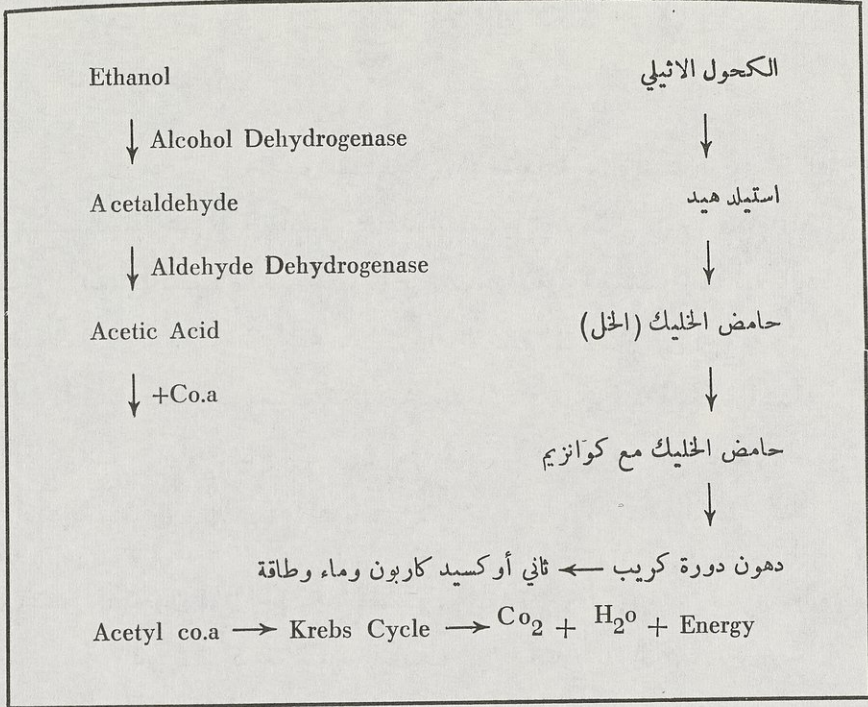 Ethanol
الكحول الاثيلي
↓ Alcohol Dehydrogenase
↓
Acetaldehyde
استيلد هيد
↓ Aldehyde Dehydrogenase
↓
Acetic Acid
حامض الخليك (الخل)
↓ +Co.a
↓
حامض الخليك مع كوآنزيم
↓
دهون دورة كريب ← ثاني أوكسيد كاربون وماء وطاقة
Acetyl co.a → Krebs Cycle → Co₂ + H₂o + Energy